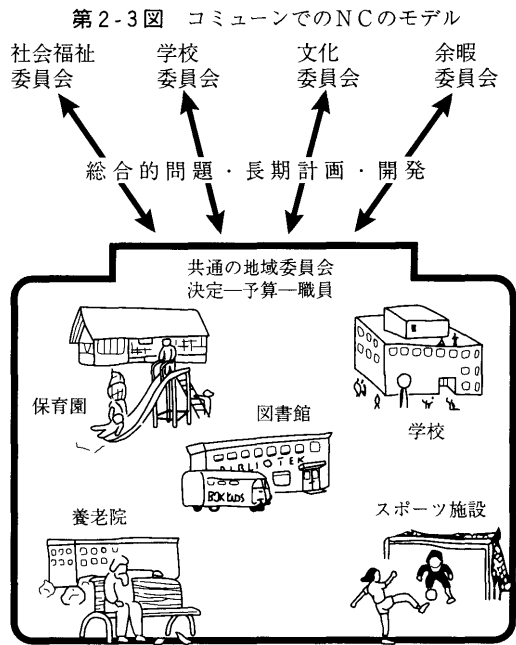 第2-3図 コミューンでのNCのモデル
社会福祉
委員会
学校
委員会
文化
委員会
余暇
委員会
総合的問題・長期計画・開発
共通の地域委員会
決定―予算―職員
保育園
図書館
学校
BIBLIOTEK
養老院
スポーツ施設